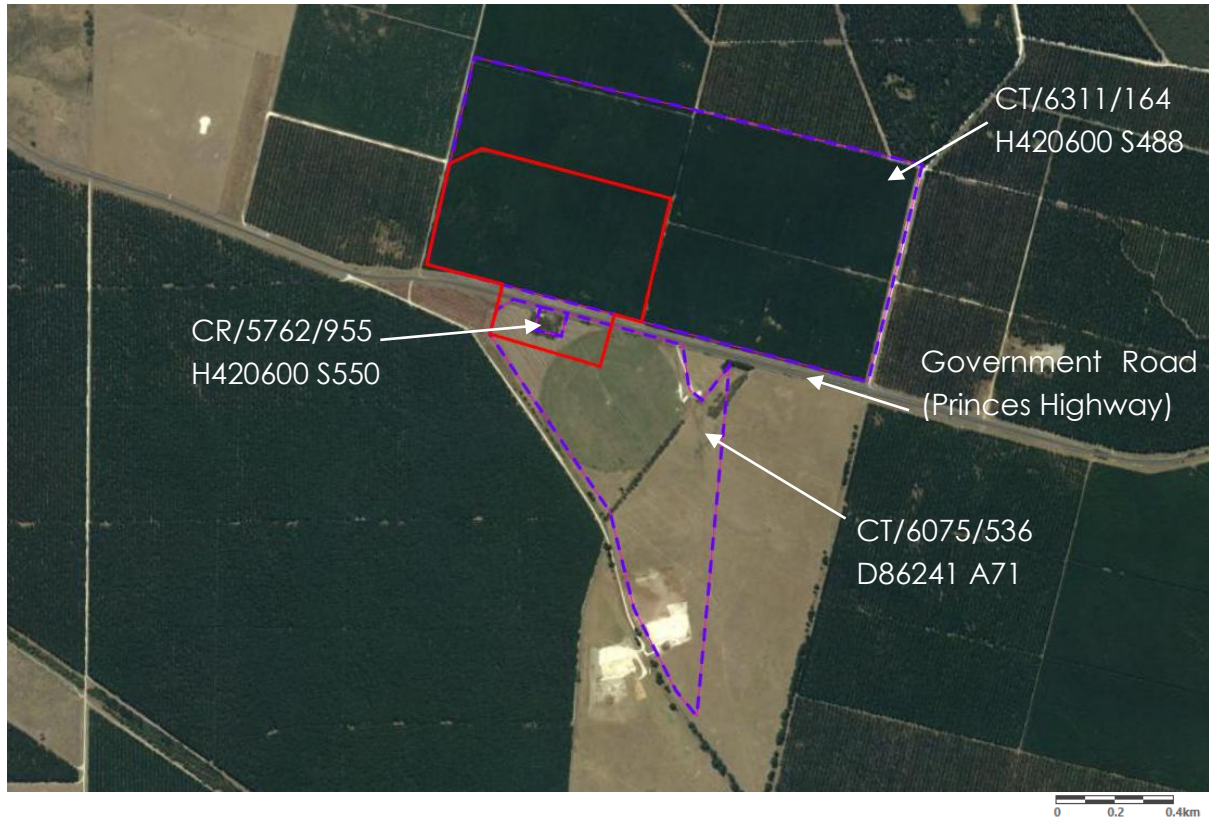 CT/6311/164
H420600 S488
CR/5762/955
H420600 S550
Government Road
(Princes Highway)
CT/6075/536
D86241 A71
0 0.2 0.4km